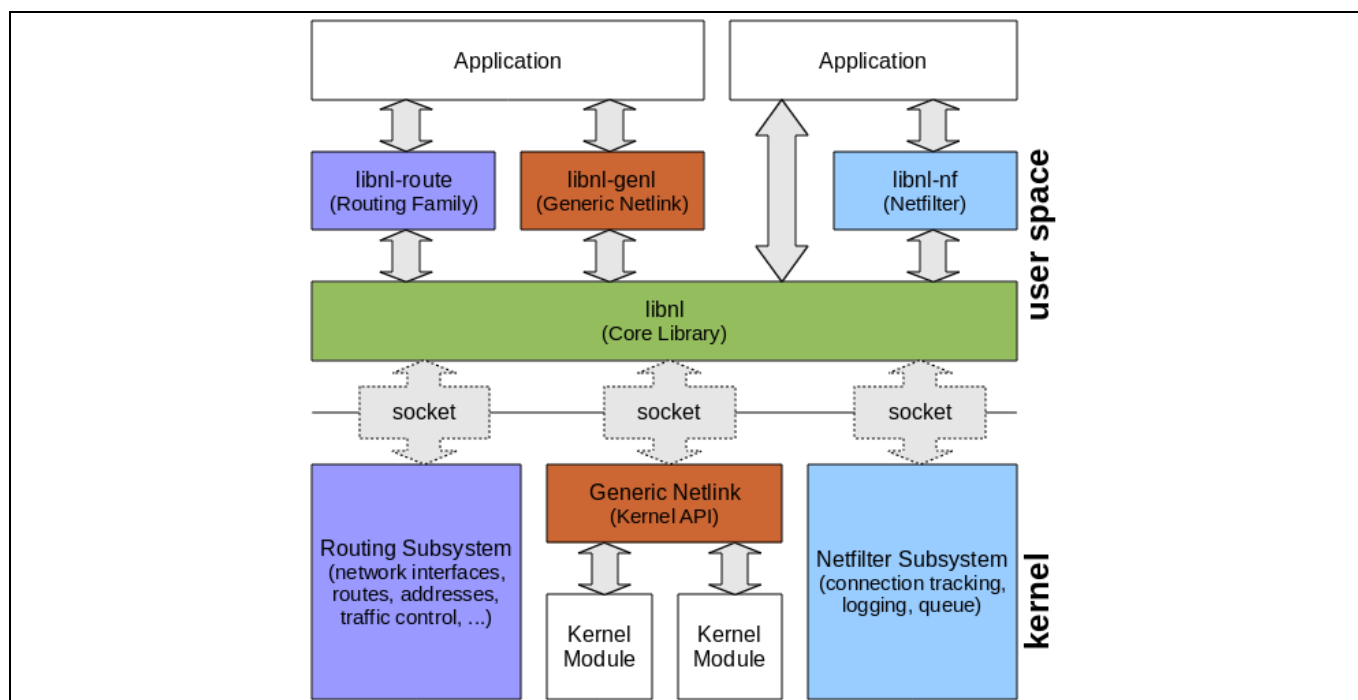 Application
Application
libnl-route
(Routing Family)
libnl-genl
(Generic Netlink)
libnl-nf
(Netfilter)
user space
libnl
(Core Library)
socket
socket
socket
Routing Subsystem
(network interfaces,
routes, addresses,
traffic control, ...)
Generic Netlink
(Kernel API)
Kernel
Module
Kernel
Module
Netfilter Subsystem
(connection tracking,
logging, queue)
kernel